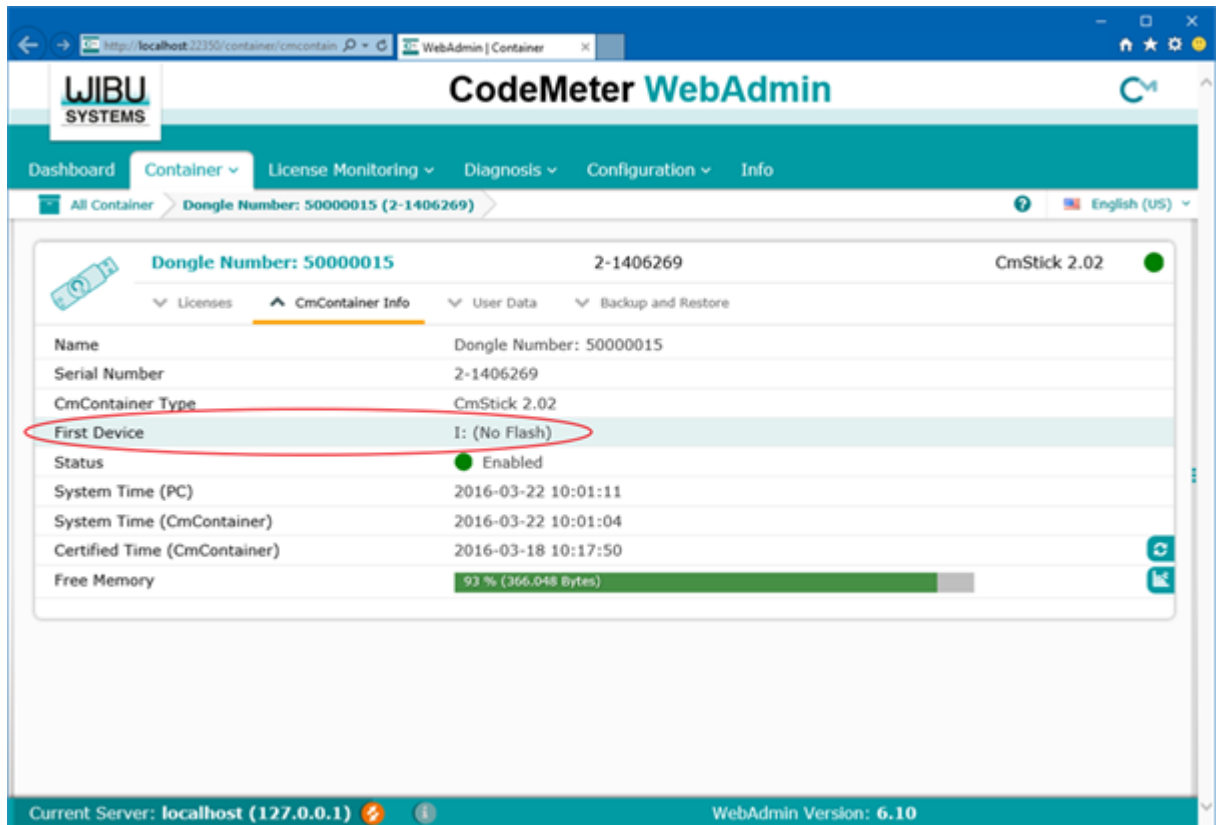 http://localhost:22350/container/cmcontain
WebAdmin | Container
WIBU
SYSTEMS
CodeMeter WebAdmin
CM
Dashboard Container License Monitoring Diagnosis Configuration Info
All Container Dongle Number: 50000015 (2-1406269) English (US)
Dongle Number: 50000015 2-1406269 CmStick 2.02
Licenses CmContainer Info User Data Backup and Restore
Name Dongle Number: 50000015
Serial Number 2-1406269
CmContainer Type CmStick 2.02
First Device I: (No Flash)
Status Enabled
System Time (PC) 2016-03-22 10:01:11
System Time (CmContainer) 2016-03-22 10:01:04
Certified Time (CmContainer) 2016-03-18 10:17:50
Free Memory 93 % (366.048 Bytes)
Current Server: localhost (127.0.0.1) WebAdmin Version: 6.10